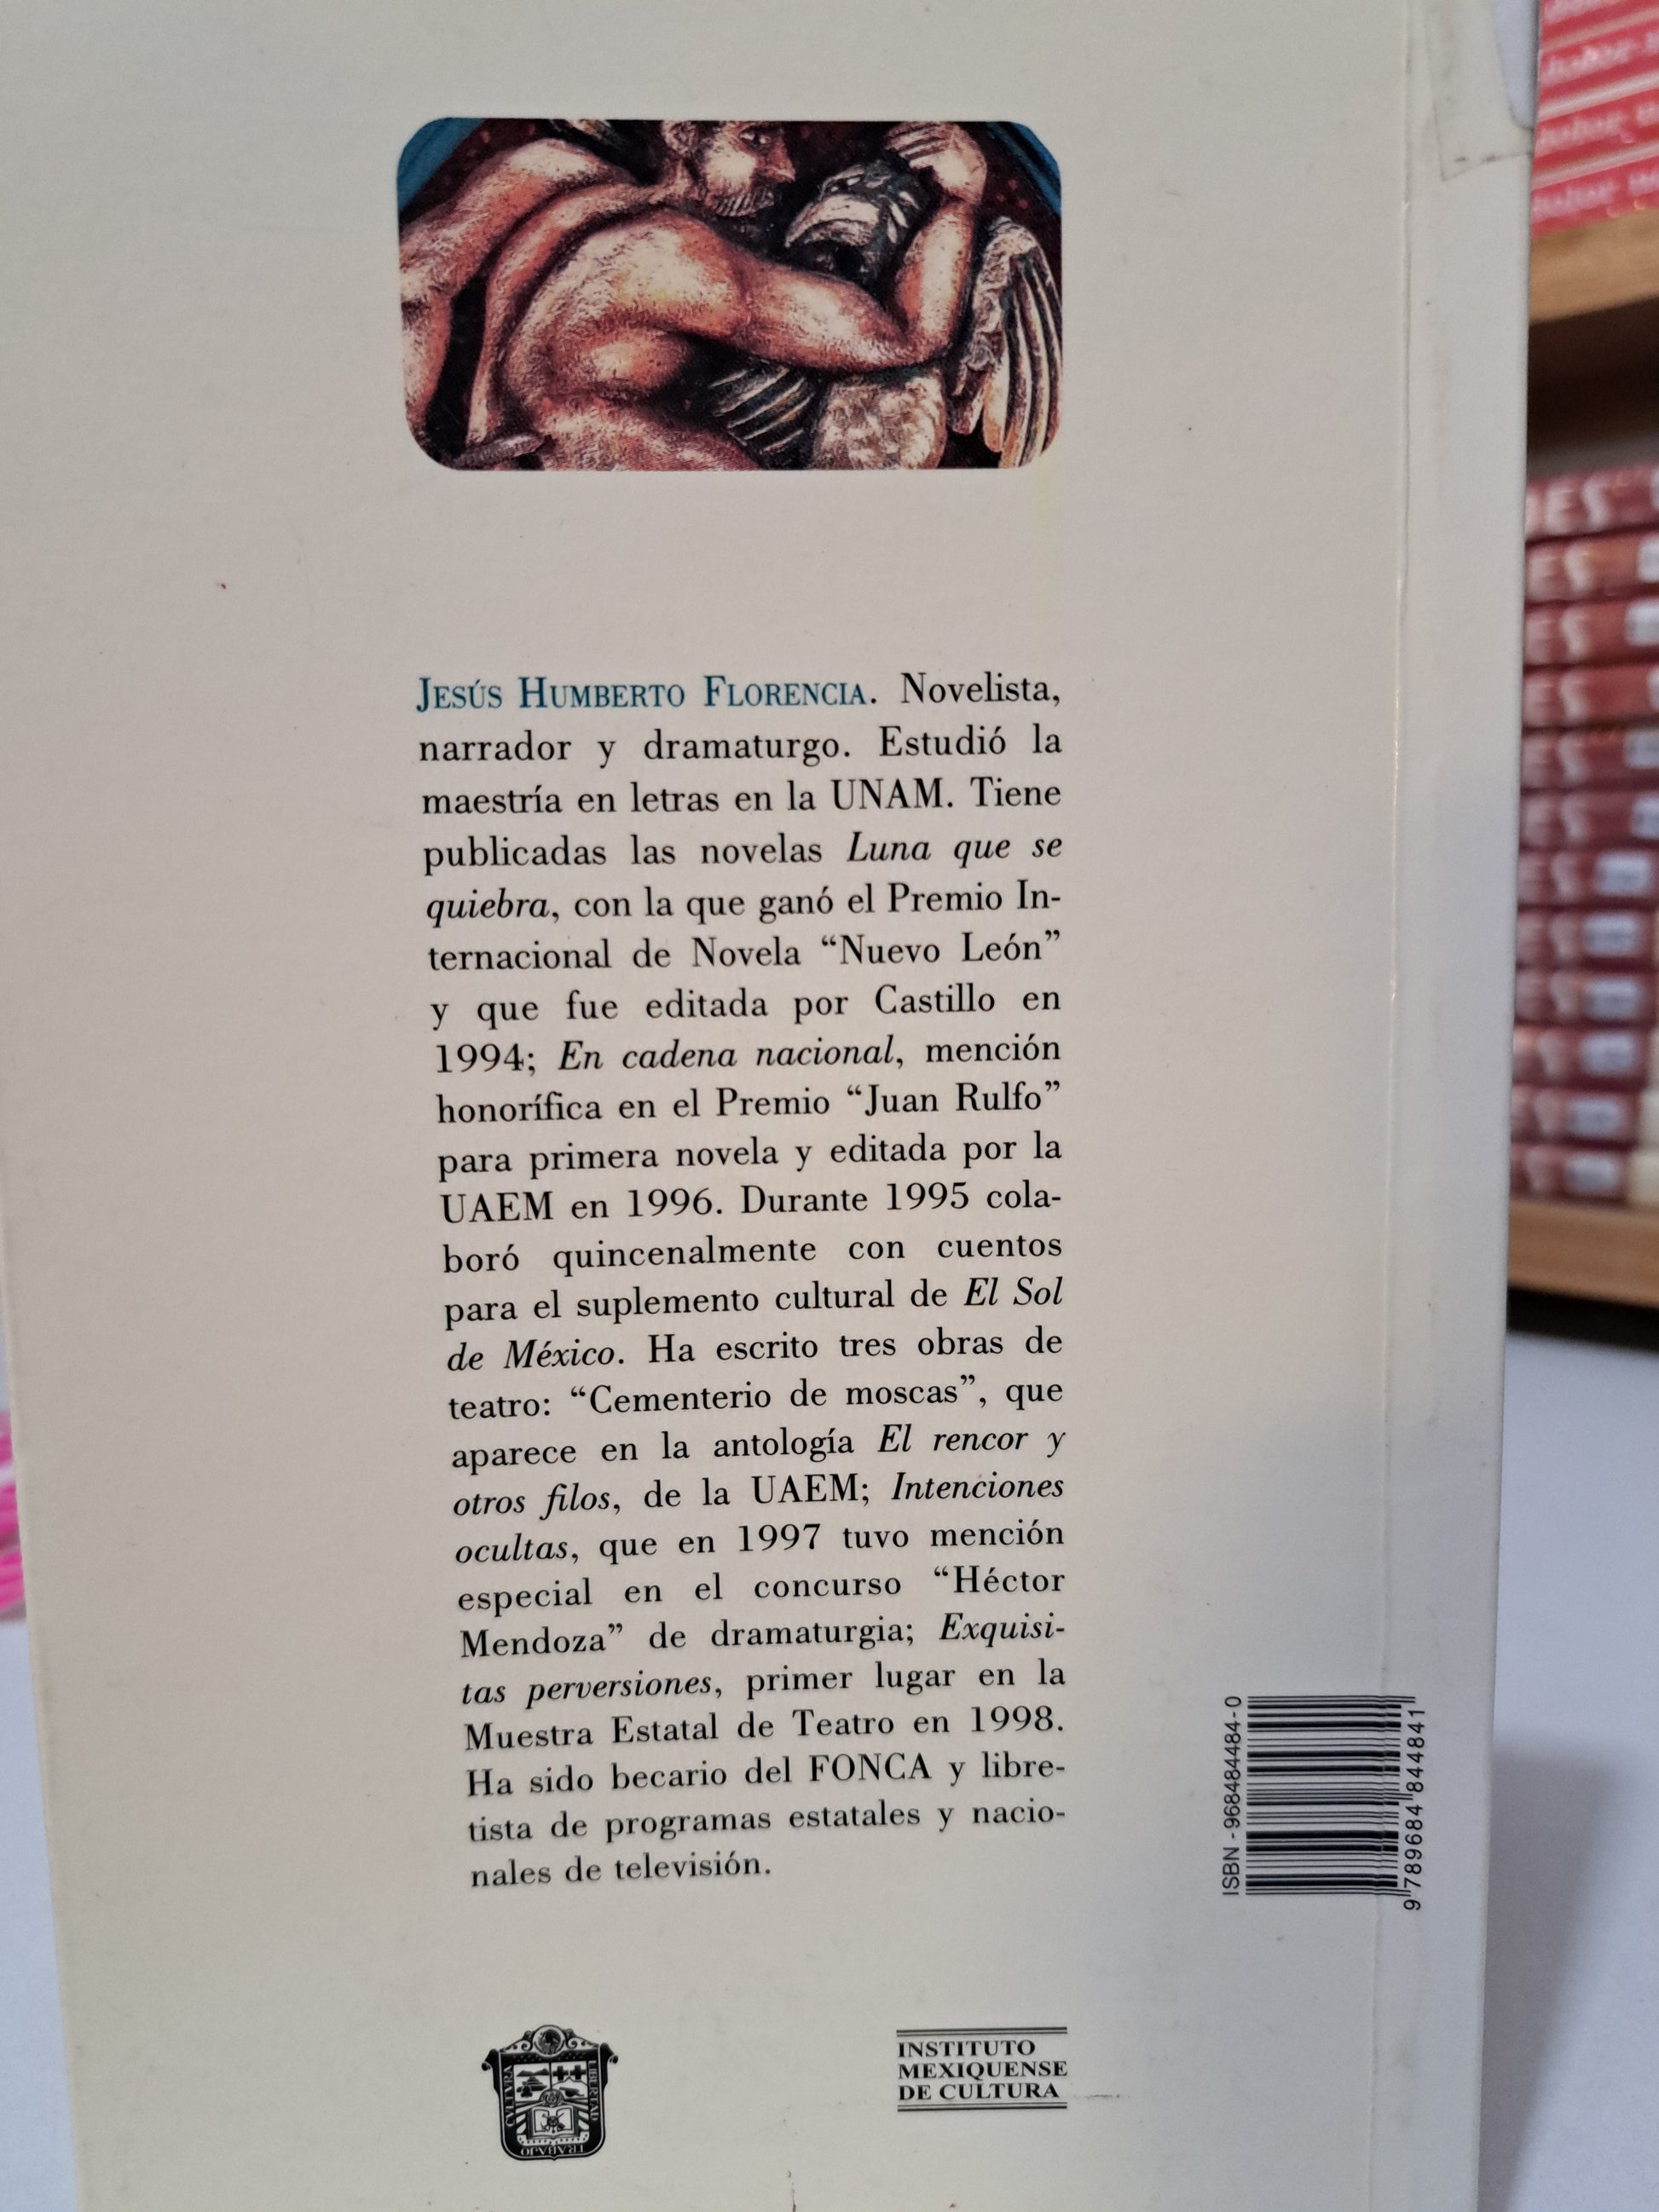 JESÚS HUMBERTO FLORENCIA. Novelista,
narrador y dramaturgo. Estudió la
maestría en letras en la UNAM. Tiene
publicadas las novelas Luna que se
quiebra, con la que ganó el Premio In-
ternacional de Novela “Nuevo León”
y que fue editada por Castillo en
1994; En cadena nacional, mención
honorífica en el Premio “Juan Rulfo”
para primera novela y editada por la
UAEM en 1996. Durante 1995 cola-
boró quincenalmente con cuentos
para el suplemento cultural de El Sol
de México. Ha escrito tres obras de
teatro: “Cementerio de moscas”, que
aparece en la antología El rencor y
otros filos, de la UAEM; Intenciones
ocultas, que en 1997 tuvo mención
especial en el concurso “Héctor
Mendoza” de dramaturgia; Exquisi-
tas perversiones, primer lugar en la
Muestra Estatal de Teatro en 1998.
Ha sido becario del FONCA y libre-
tista de programas estatales y nacio-
nales de televisión.
ISBN - 968484484-0
9 789684 844841
CVLTVRA
LIBERTAD
TRABAJO
INSTITUTO
MEXIQUENSE
DE CULTURA